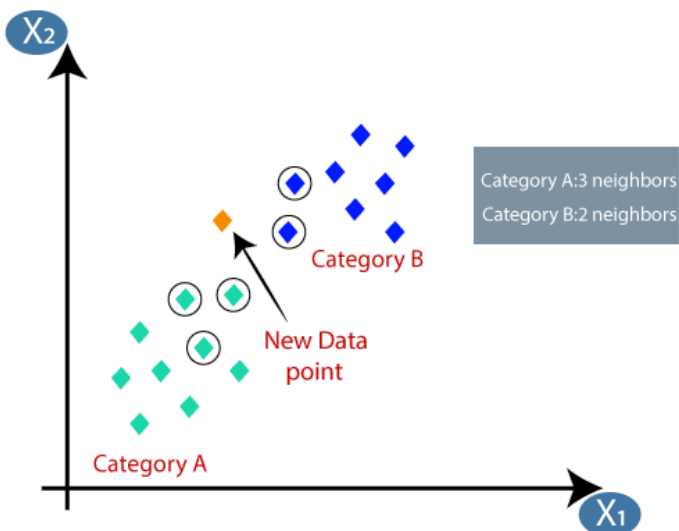 X₂
Category A:3 neighbors
Category B:2 neighbors
Category B
New Data
point
Category A
X₁